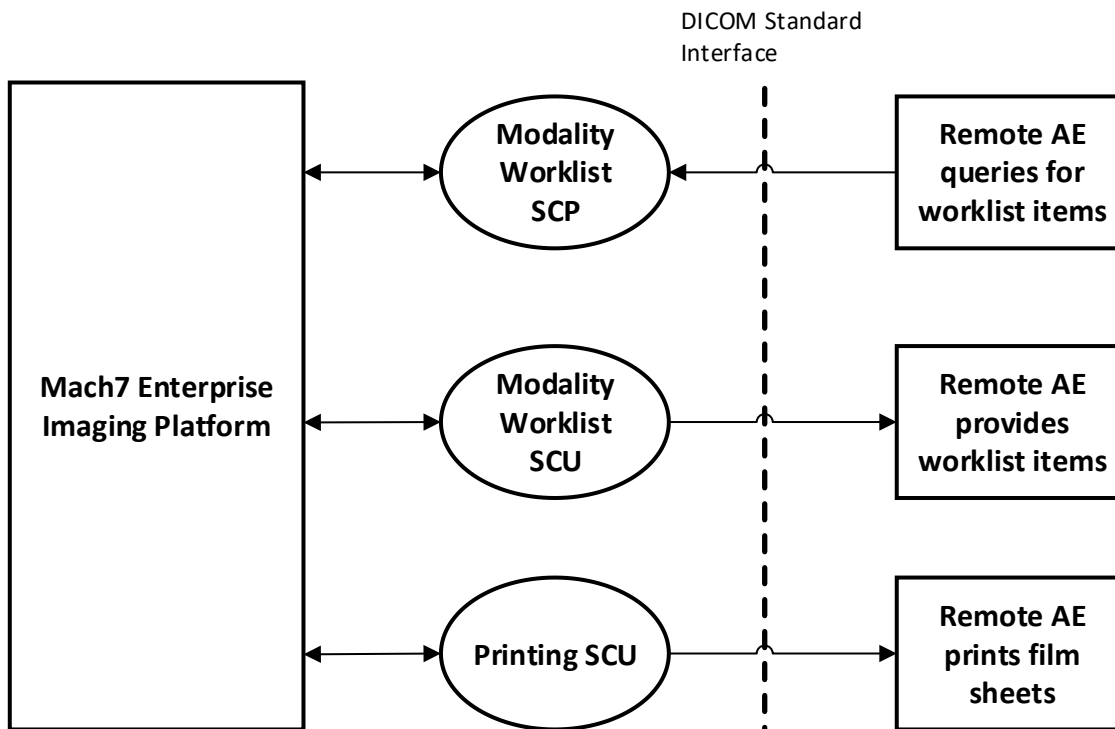 DICOM Standard
Interface
Modality
Worklist
SCP
Remote AE
queries for
worklist items
Mach7 Enterprise
Imaging Platform
Modality
Worklist
SCU
Remote AE
provides
worklist items
Printing SCU
Remote AE
prints film
sheets